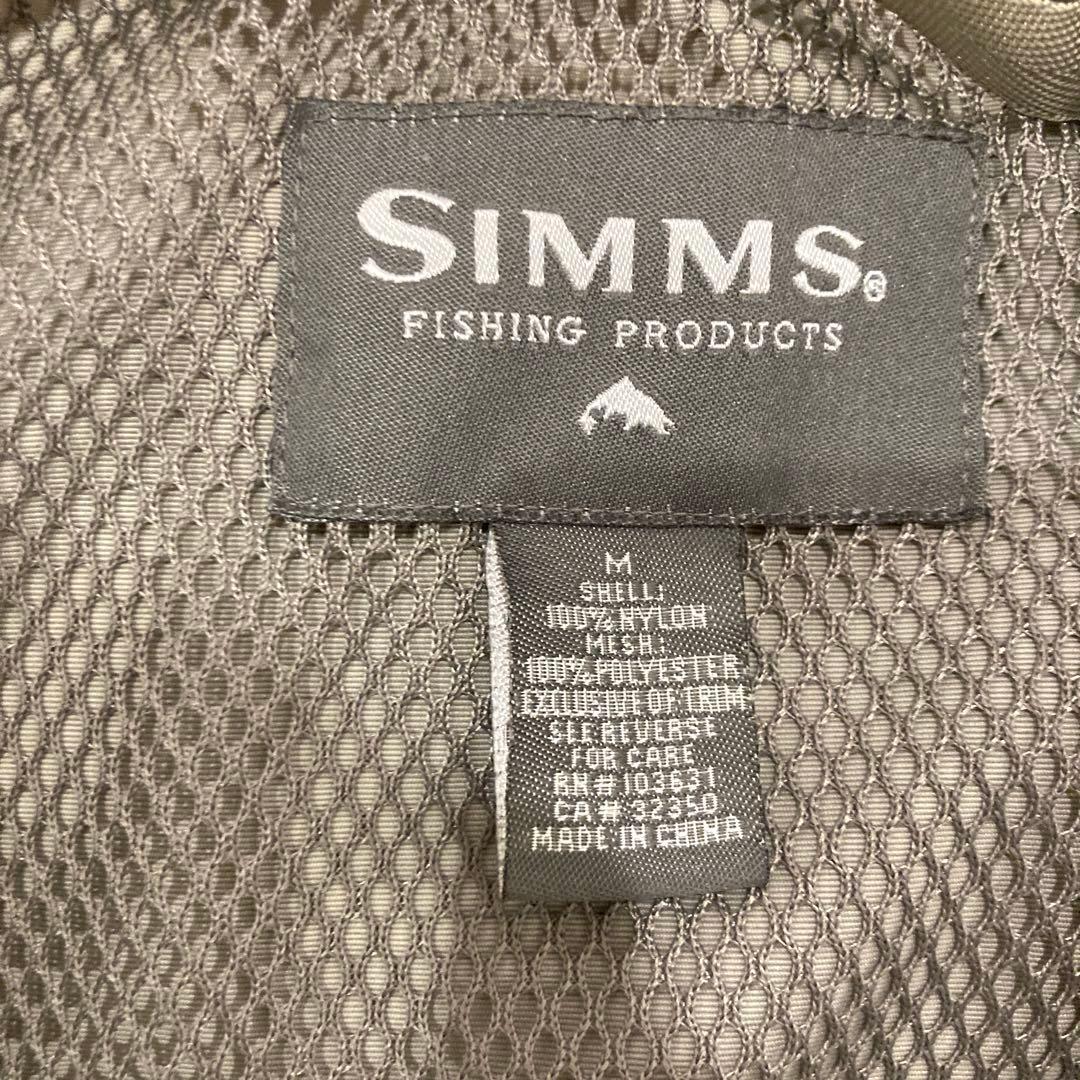 SIMMS®
FISHING PRODUCTS
M
SHELL:
100% NYLON
MESH:
100% POLYESTER
EXCLUSIVE OF TRIM
SEE REVERSE
FOR CARE
RN# 103631
CA# 32350
MADE IN CHINA